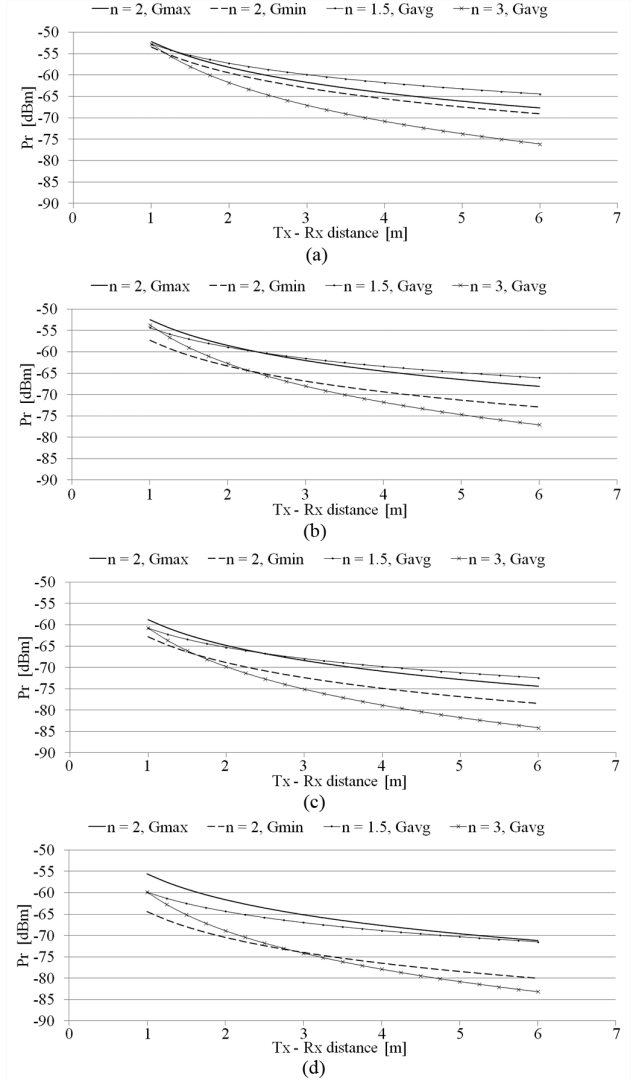 n = 2, Gmax n = 2, Gmin n = 1.5, Gavg n = 3, Gavg
-50
-55
-60
-65
-70
-75
-80
-85
-90
Pr [dBm]
0 1 2 3 4 5 6 7
Tx - Rx distance [m]
(a)
n = 2, Gmax n = 2, Gmin n = 1.5, Gavg n = 3, Gavg
-50
-55
-60
-65
-70
-75
-80
-85
-90
Pr [dBm]
0 1 2 3 4 5 6 7
Tx - Rx distance [m]
(b)
n = 2, Gmax n = 2, Gmin n = 1.5, Gavg n = 3, Gavg
-50
-55
-60
-65
-70
-75
-80
-85
-90
Pr [dBm]
0 1 2 3 4 5 6 7
Tx - Rx distance [m]
(c)
n = 2, Gmax n = 2, Gmin n = 1.5, Gavg n = 3, Gavg
-50
-55
-60
-65
-70
-75
-80
-85
-90
Pr [dBm]
0 1 2 3 4 5 6 7
Tx - Rx distance [m]
(d)